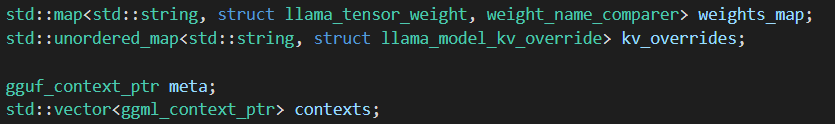 std::map<std::string, struct llama_tensor_weight, weight_name_comparer> weights_map;
std::unordered_map<std::string, struct llama_model_kv_override> kv_overrides;
gguf_context_ptr meta;
std::vector<ggml_context_ptr> contexts;